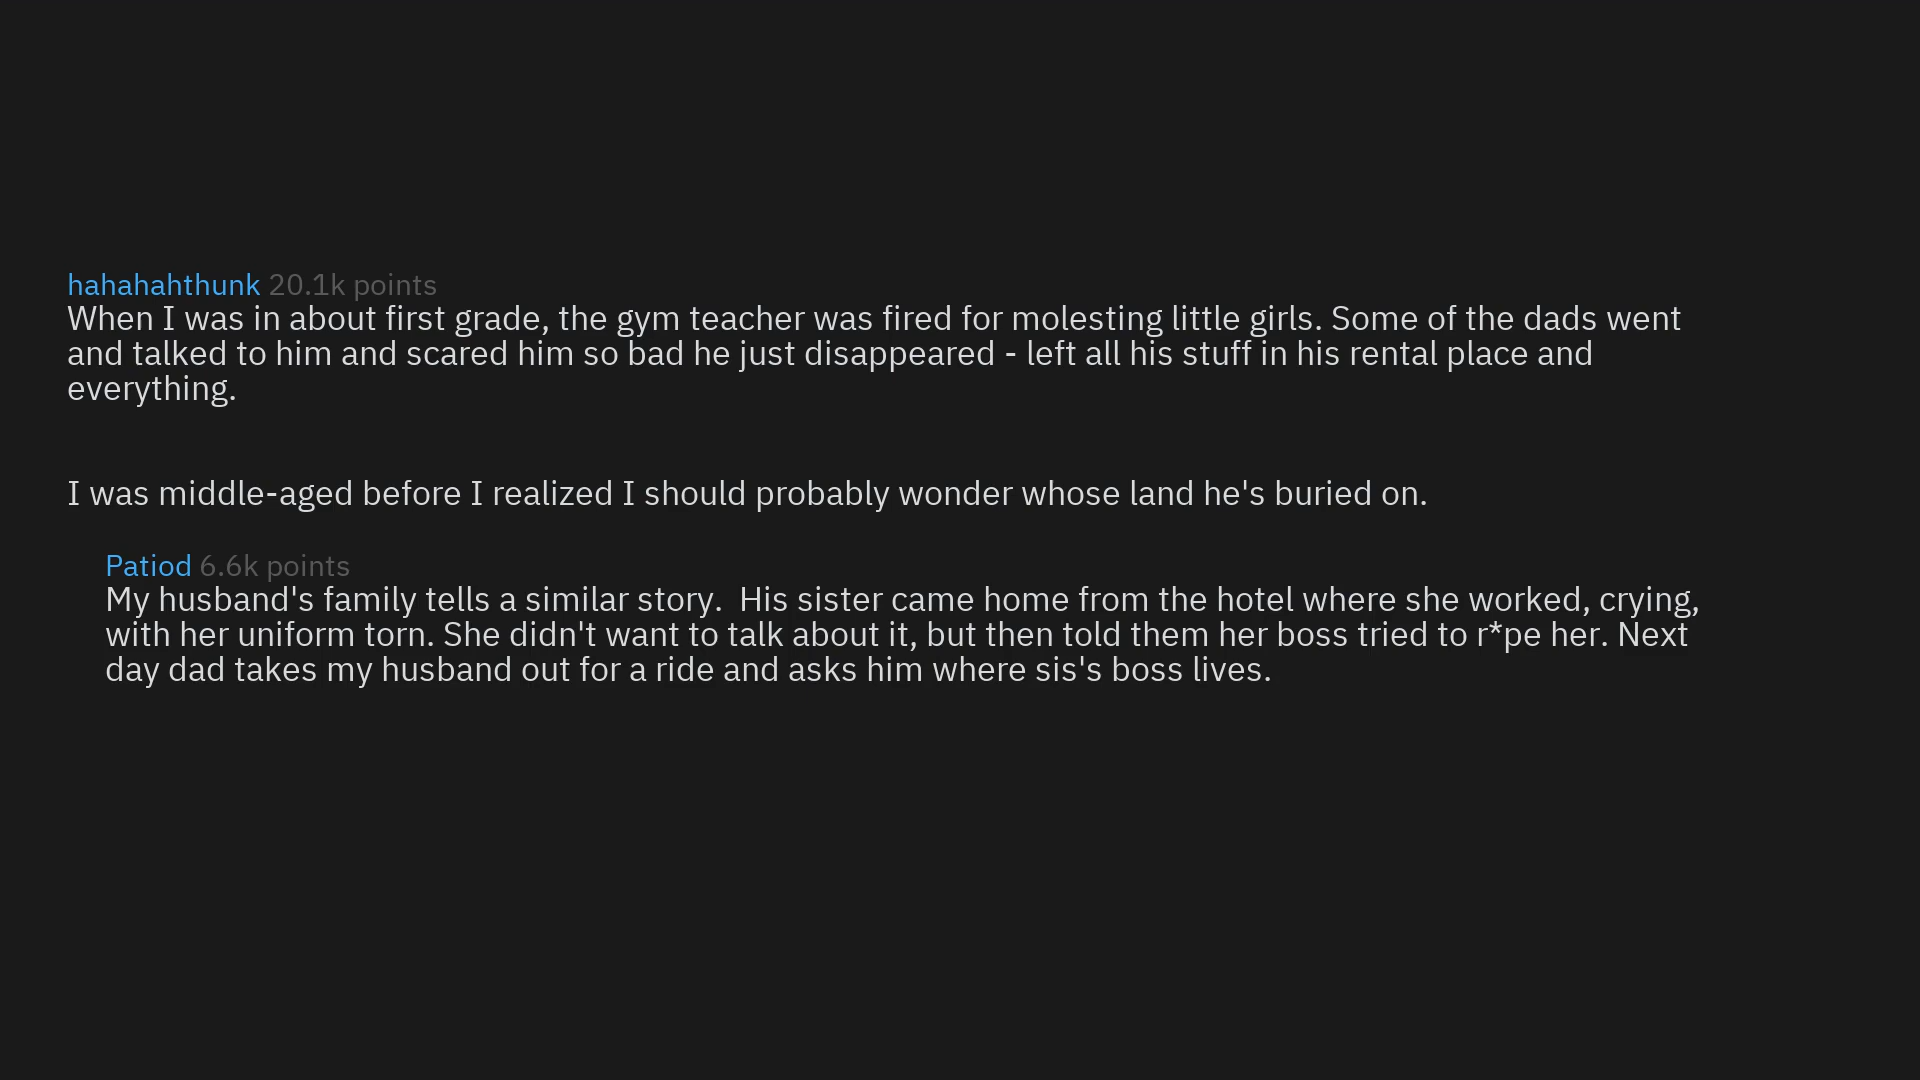 hahahahthunk 20.1k points
When I was in about first grade, the gym teacher was fired for molesting little girls. Some of the dads went
and talked to him and scared him so bad he just disappeared - left all his stuff in his rental place and
everything.
I was middle-aged before I realized I should probably wonder whose land he's buried on.
Patiod 6.6k points
My husband's family tells a similar story.  His sister came home from the hotel where she worked, crying,
with her uniform torn. She didn't want to talk about it, but then told them her boss tried to r*pe her. Next
day dad takes my husband out for a ride and asks him where sis's boss lives.